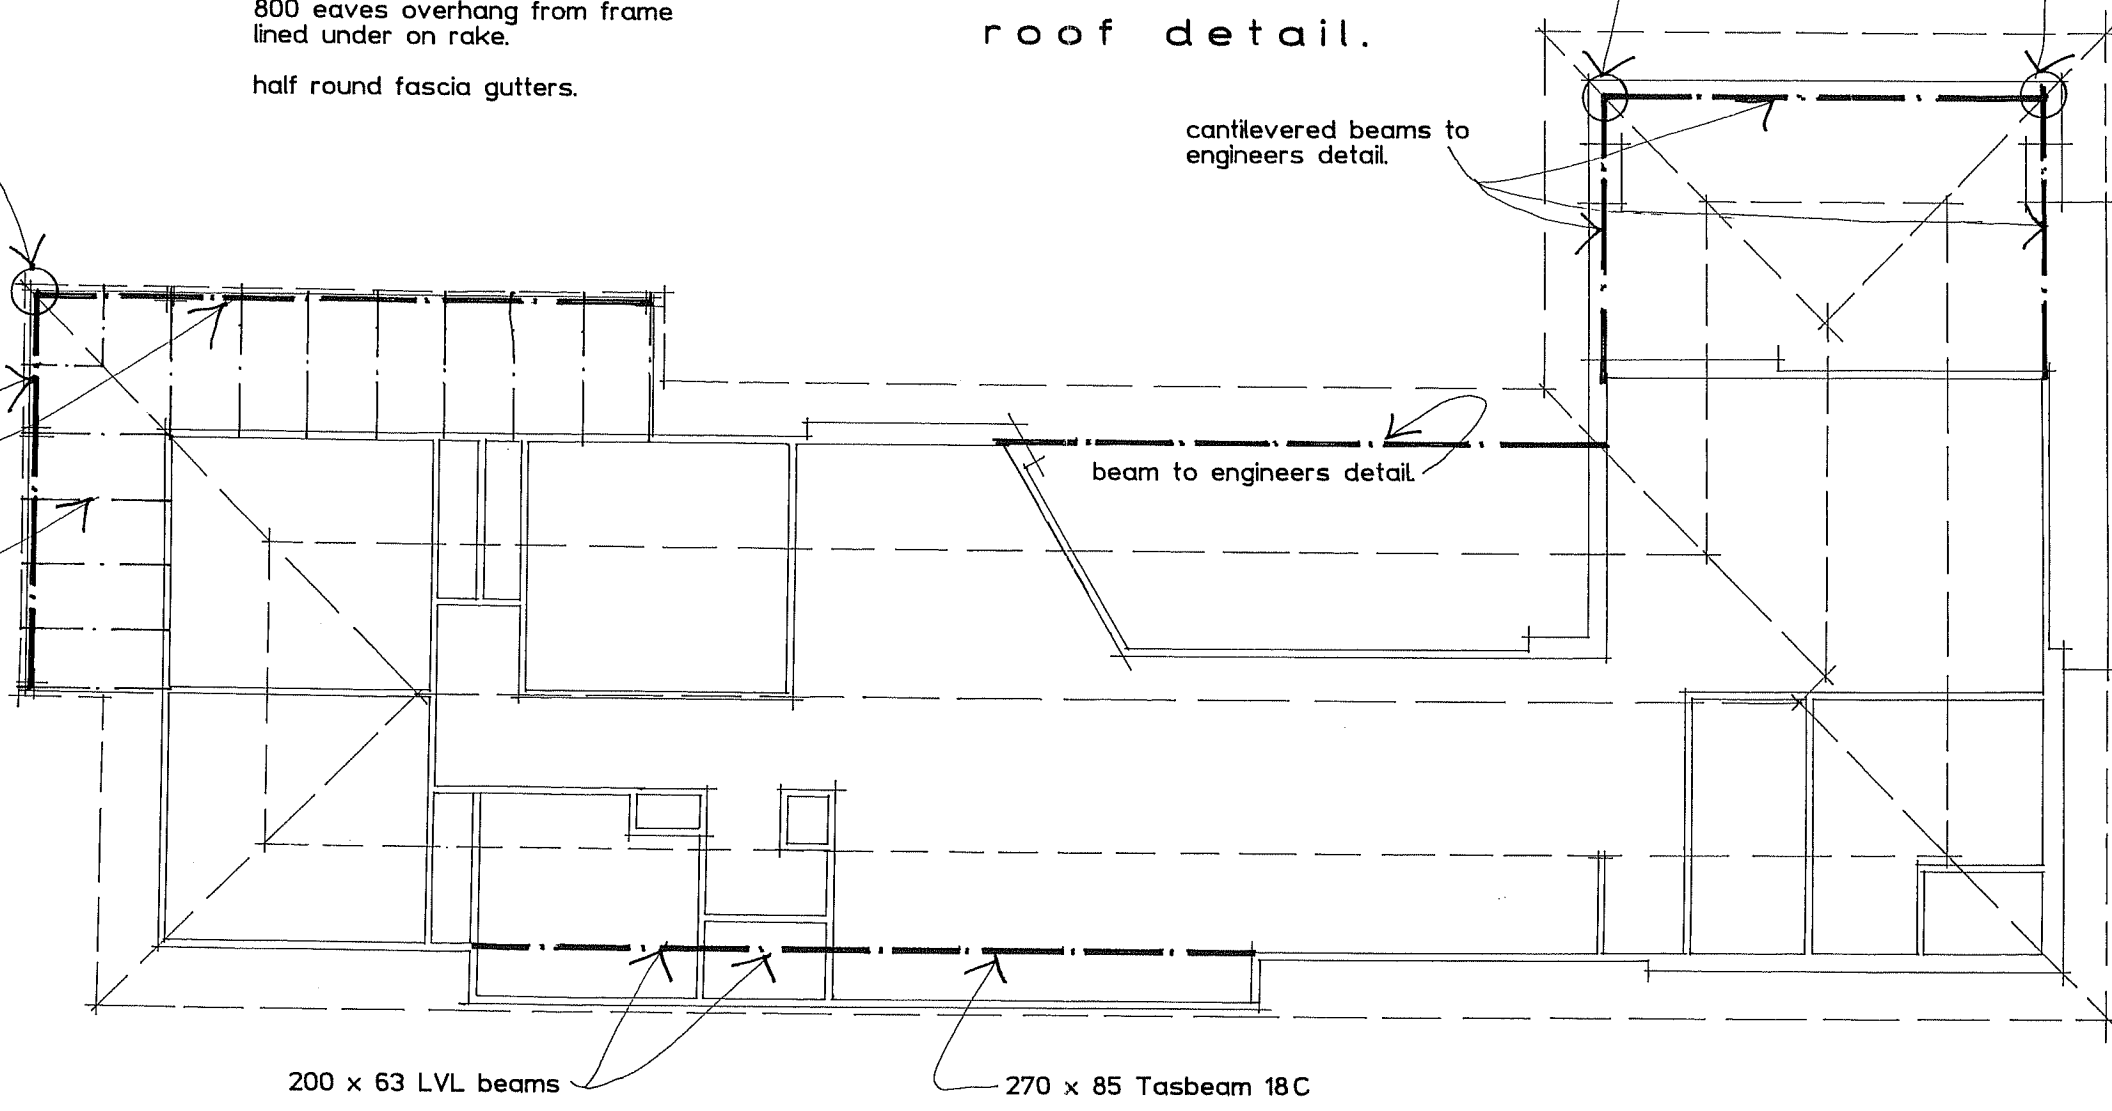 800 eaves overhang from frame
lined under on rake.
half round fascia gutters.
roof detail.
cantilevered beams to
engineers detail.
beam to engineers detail.
200 x 63 LVL beams
270 x 85 Tasbeam 18C